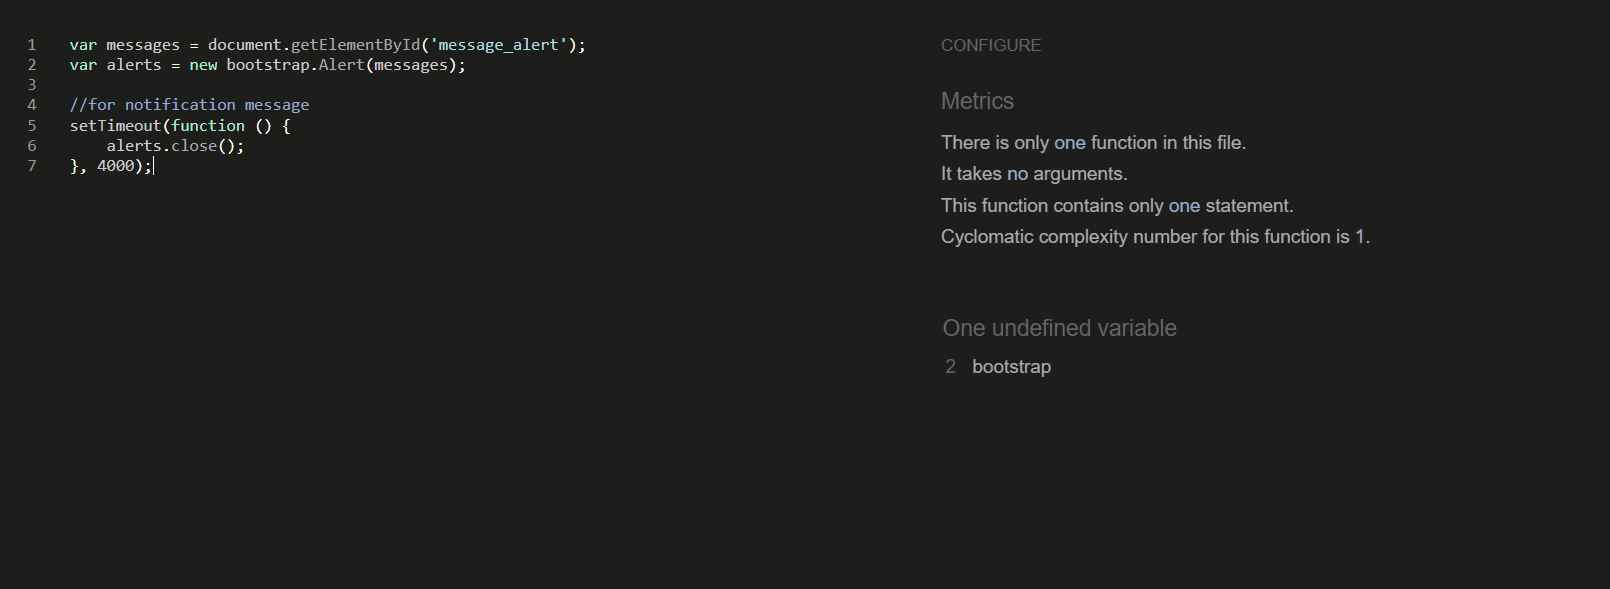 1 var messages = document.getElementById('message_alert');
2 var alerts = new bootstrap.Alert(messages);
3
4 //for notification message
5 setTimeout(function () {
6     alerts.close();
7 }, 4000);
CONFIGURE
Metrics
There is only one function in this file.
It takes no arguments.
This function contains only one statement.
Cyclomatic complexity number for this function is 1.
One undefined variable
2 bootstrap